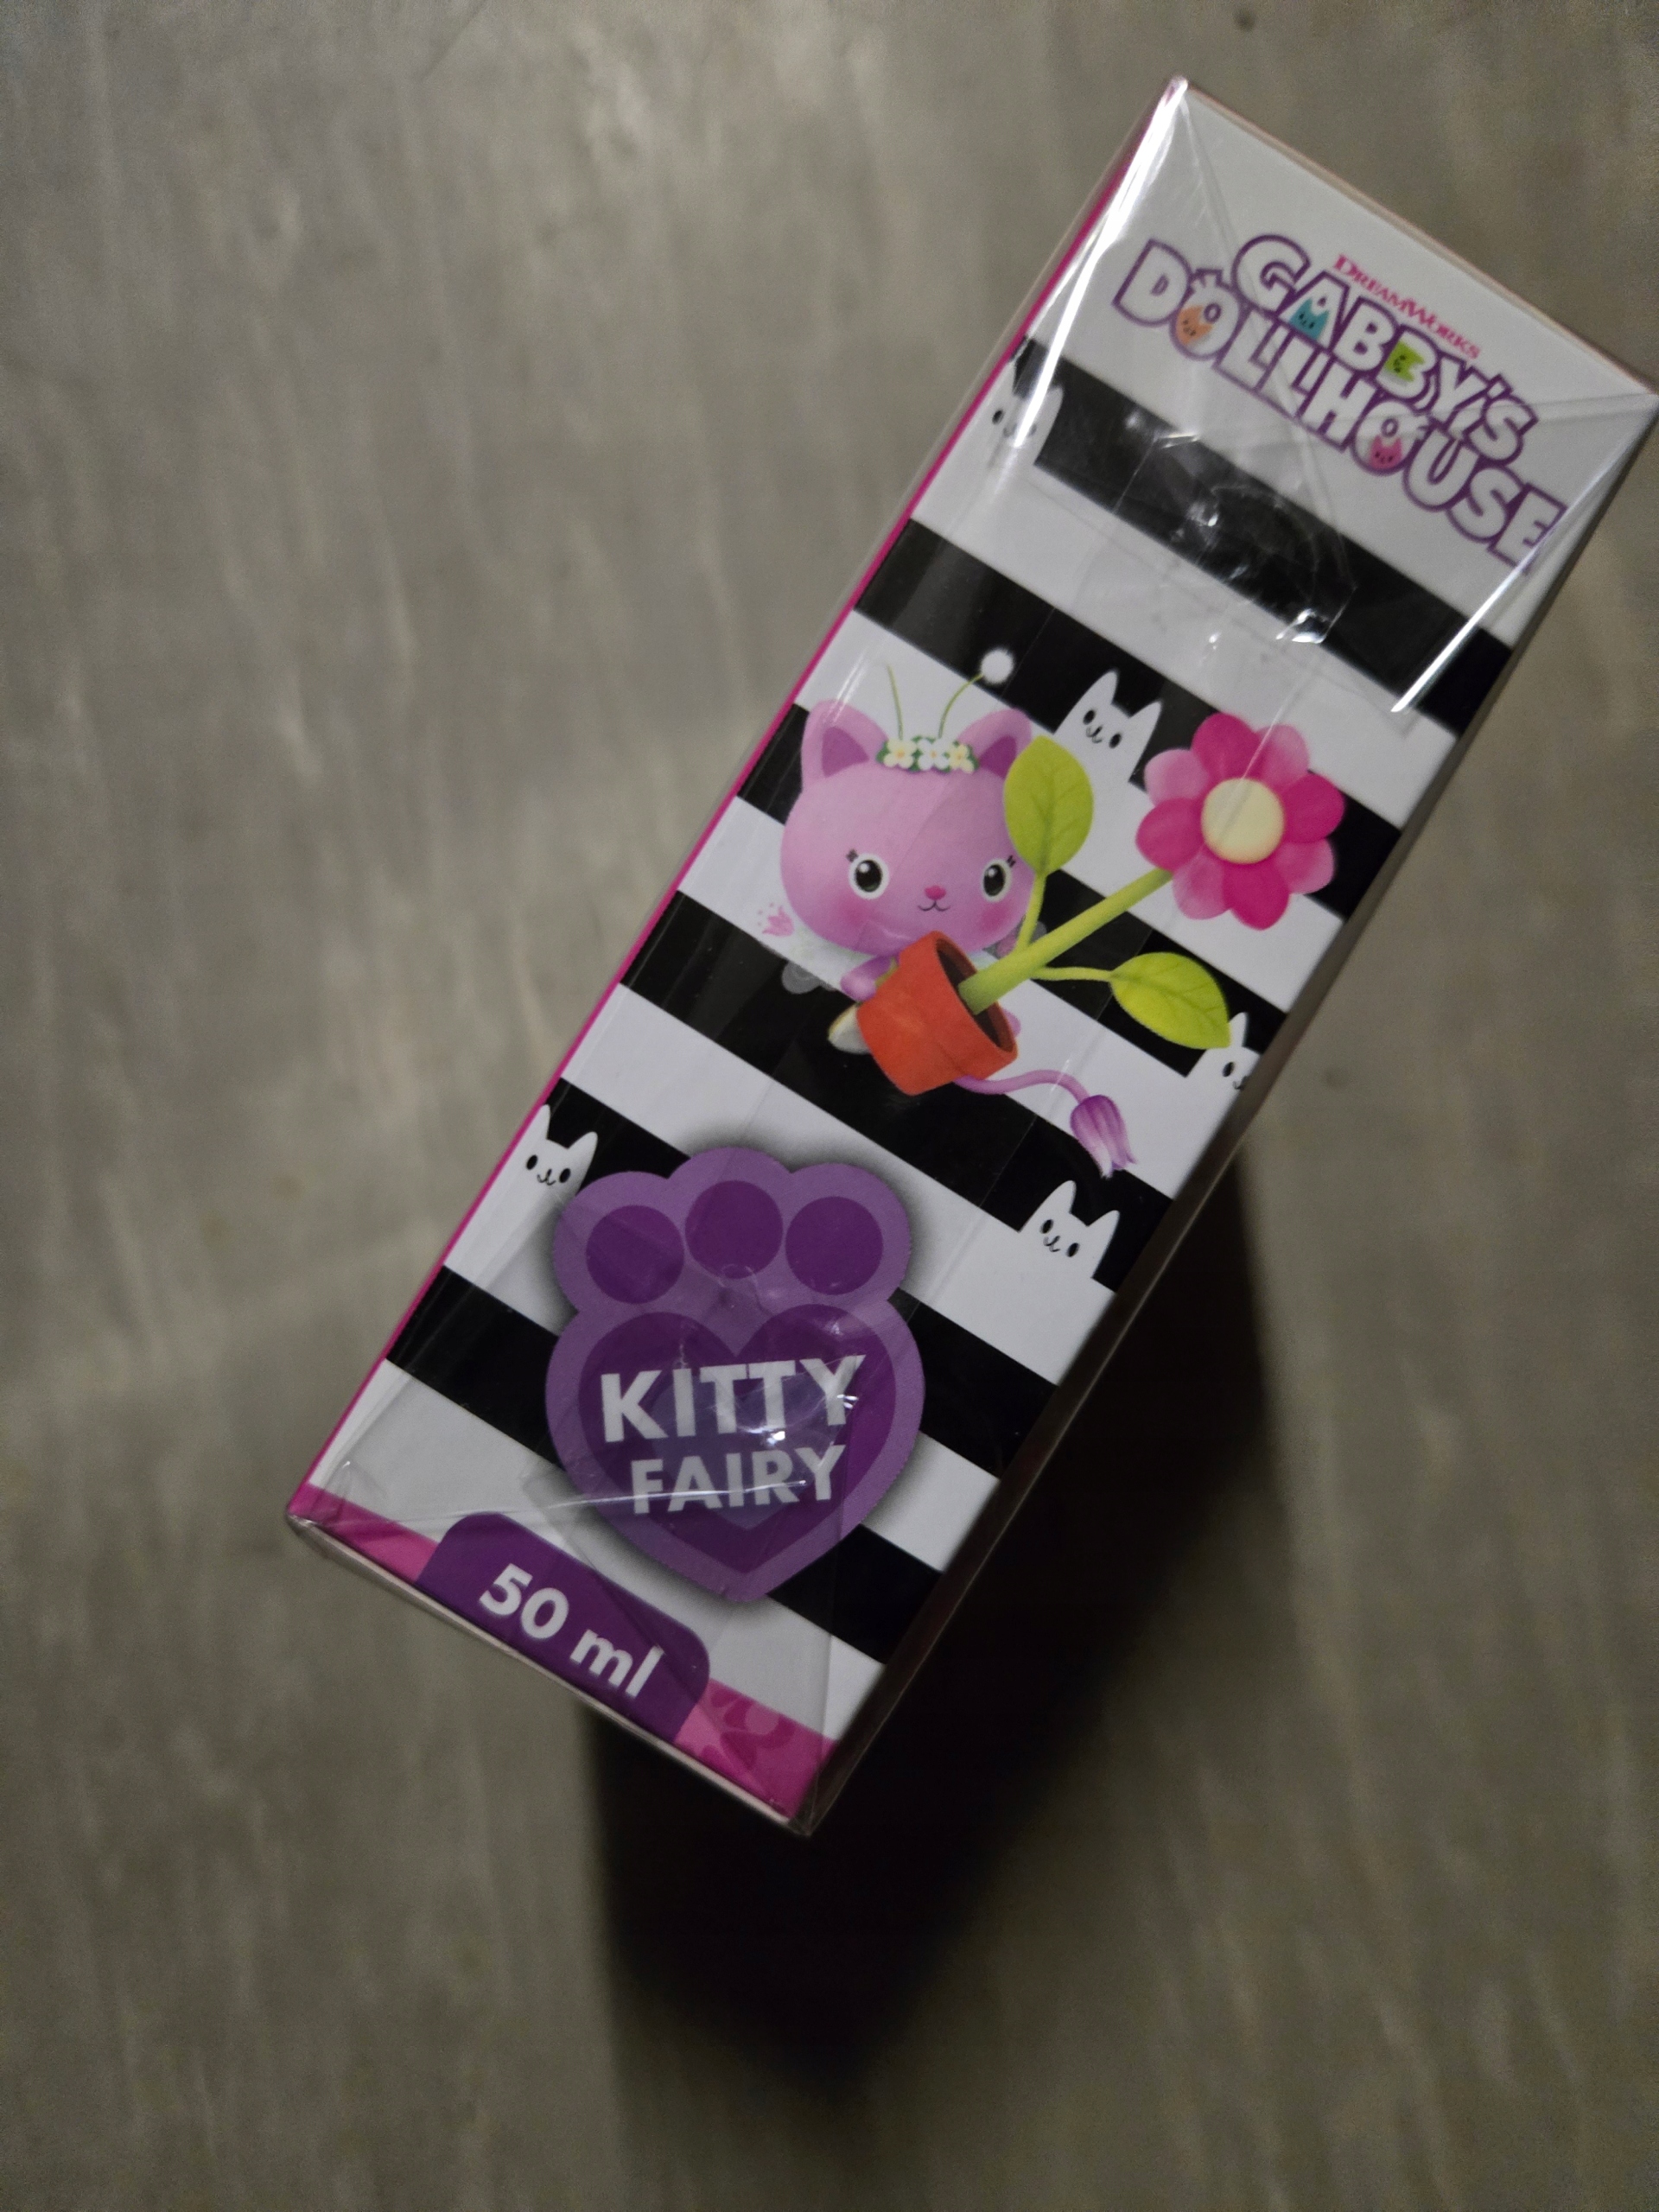 DREAMWORKS
GABBY'S
DOLLHOUSE
KITTY
FAIRY
50 ml